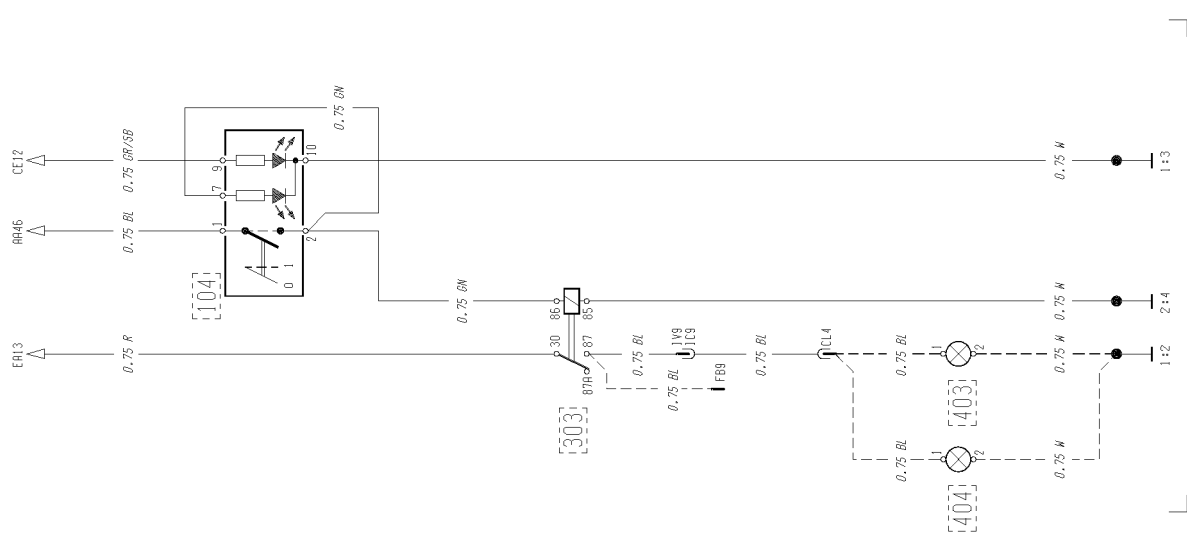 0.75 GN
CE12
0.75 GR/SB
9
10
0.75 W
1:3
7
AA46
0.75 BL
1
2
0 1
104
0.75 GN
86
85
0.75 W
2:4
EA13
0.75 R
30
87
87A
0.75 BL
1V9
1C9
0.75 BL
1CL4
0.75 BL
1
2
0.75 W
1:2
0.75 BL
FB9
303
403
0.75 BL
1
2
0.75 W
404